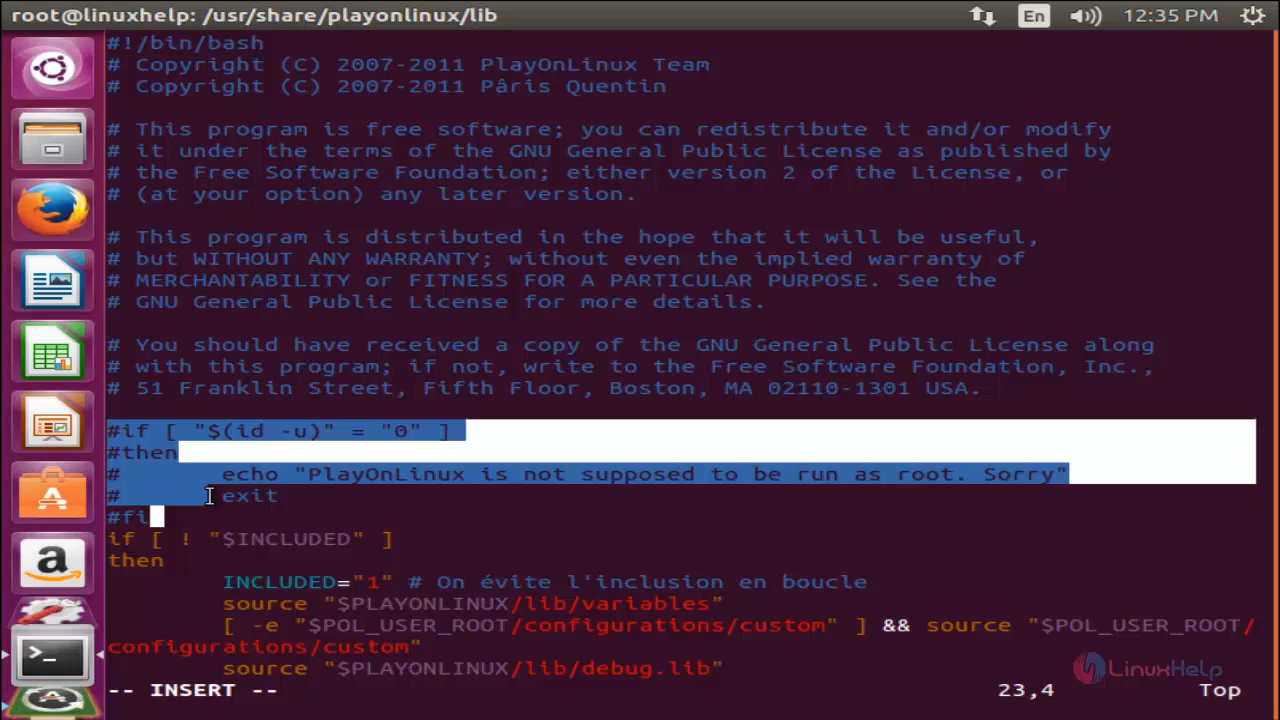 root@linuxhelp: /usr/share/playonlinux/lib
En
12:35 PM
#!/bin/bash
# Copyright (C) 2007-2011 PlayOnLinux Team
# Copyright (C) 2007-2011 Pâris Quentin
# This program is free software; you can redistribute it and/or modify
# it under the terms of the GNU General Public License as published by
# the Free Software Foundation; either version 2 of the License, or
# (at your option) any later version.
# This program is distributed in the hope that it will be useful,
# but WITHOUT ANY WARRANTY; without even the implied warranty of
# MERCHANTABILITY or FITNESS FOR A PARTICULAR PURPOSE. See the
# GNU General Public License for more details.
# You should have received a copy of the GNU General Public License along
# with this program; if not, write to the Free Software Foundation, Inc.,
# 51 Franklin Street, Fifth Floor, Boston, MA 02110-1301 USA.
#if [ "$(id -u)" = "0" ]
#then
#       echo "PlayOnLinux is not supposed to be run as root. Sorry"
#       exit
#fi
if [ ! "$INCLUDED" ]
then
        INCLUDED="1" # On évite l'inclusion en boucle
        source "$PLAYONLINUX/lib/variables"
        [ -e "$POL_USER_ROOT/configurations/custom" ] && source "$POL_USER_ROOT/
configurations/custom"
        source "$PLAYONLINUX/lib/debug.lib"
LinuxHelp
-- INSERT --
23,4
Top